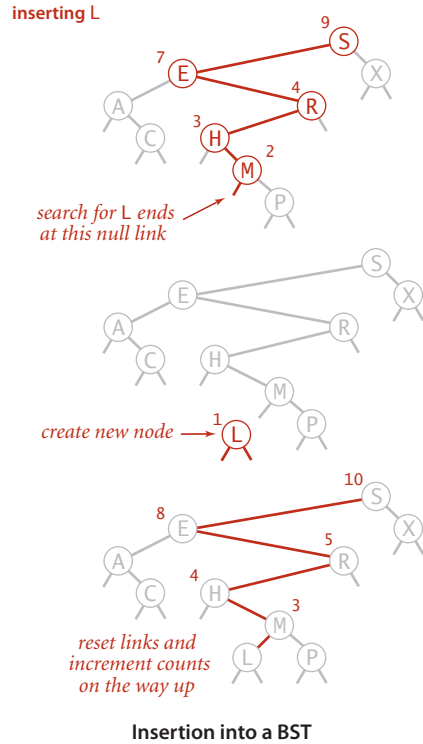 inserting L
9
S
7
E
X
4
A
R
3
C
H
2
M
P
search for L ends
at this null link
S
E
X
A
R
C
H
M
P
1
create new node
L
10
S
8
E
X
5
A
R
4
C
H
3
M
reset links and
increment counts
on the way up
L
P
Insertion into a BST